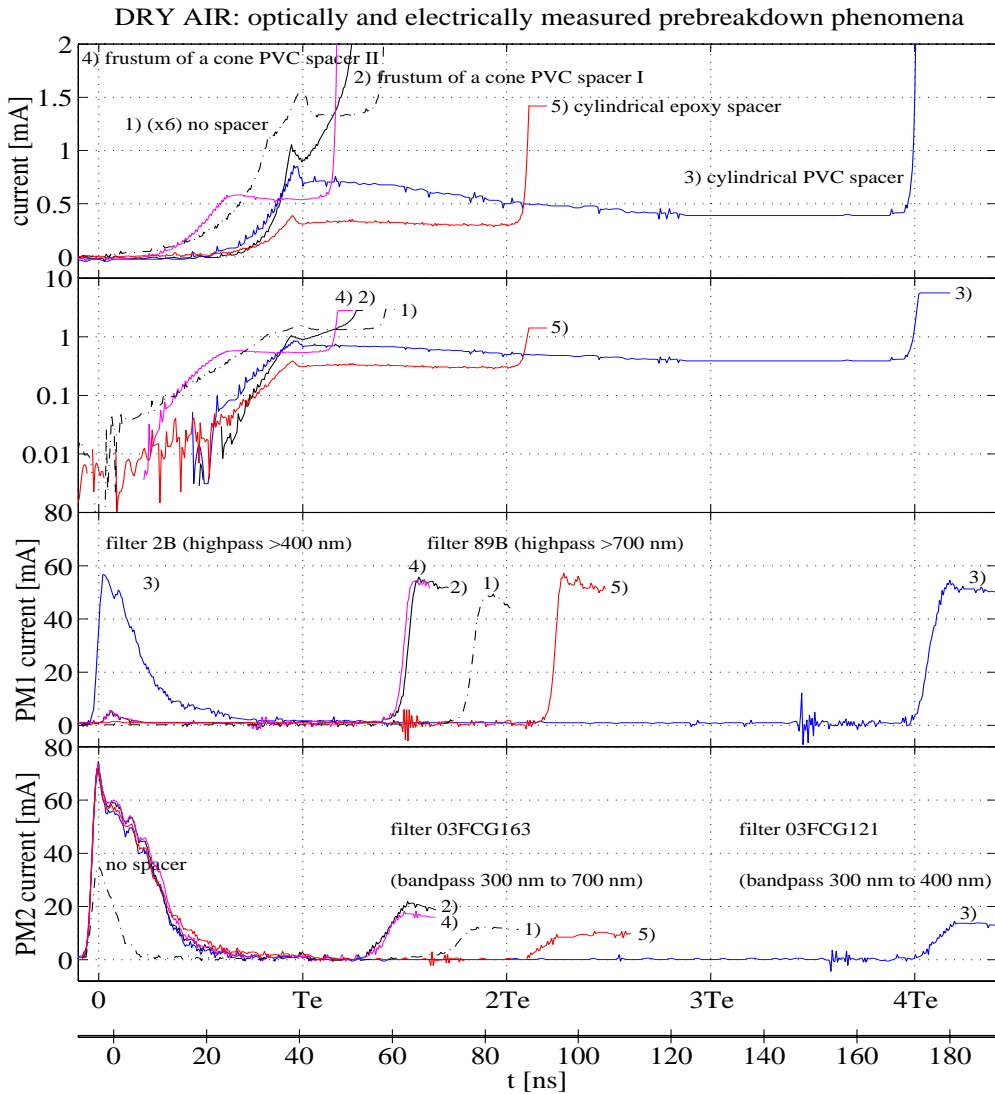 DRY AIR: optically and electrically measured prebreakdown phenomena
2
4) frustum of a cone PVC spacer II
2) frustum of a cone PVC spacer I
1.5
5) cylindrical epoxy spacer
1) (x6) no spacer
1
3) cylindrical PVC spacer
0.5
0
current [mA]
10
4) 2)
1)
3)
1
5)
0.1
0.01
80
filter 2B (highpass >400 nm)
filter 89B (highpass >700 nm)
60
3)
4)
2)
1)
5)
3)
40
20
0
PM1 current [mA]
80
60
filter 03FCG163
filter 03FCG121
40
no spacer
(bandpass 300 nm to 700 nm)
(bandpass 300 nm to 400 nm)
20
2)
4)
1)
5)
3)
0
PM2 current [mA]
0
Te
2Te
3Te
4Te
0
20
40
60
80
100
120
140
160
180
t [ns]